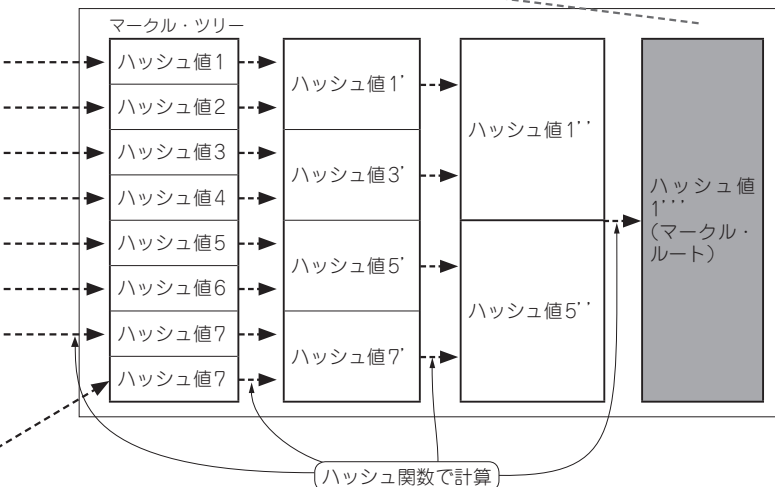 マークル・ツリー
ハッシュ値1
ハッシュ値2
ハッシュ値3
ハッシュ値4
ハッシュ値5
ハッシュ値6
ハッシュ値7
ハッシュ値7
ハッシュ値1'
ハッシュ値3'
ハッシュ値5'
ハッシュ値7'
ハッシュ値1''
ハッシュ値5''
ハッシュ値
1'''
(マークル・
ルート)
ハッシュ関数で計算